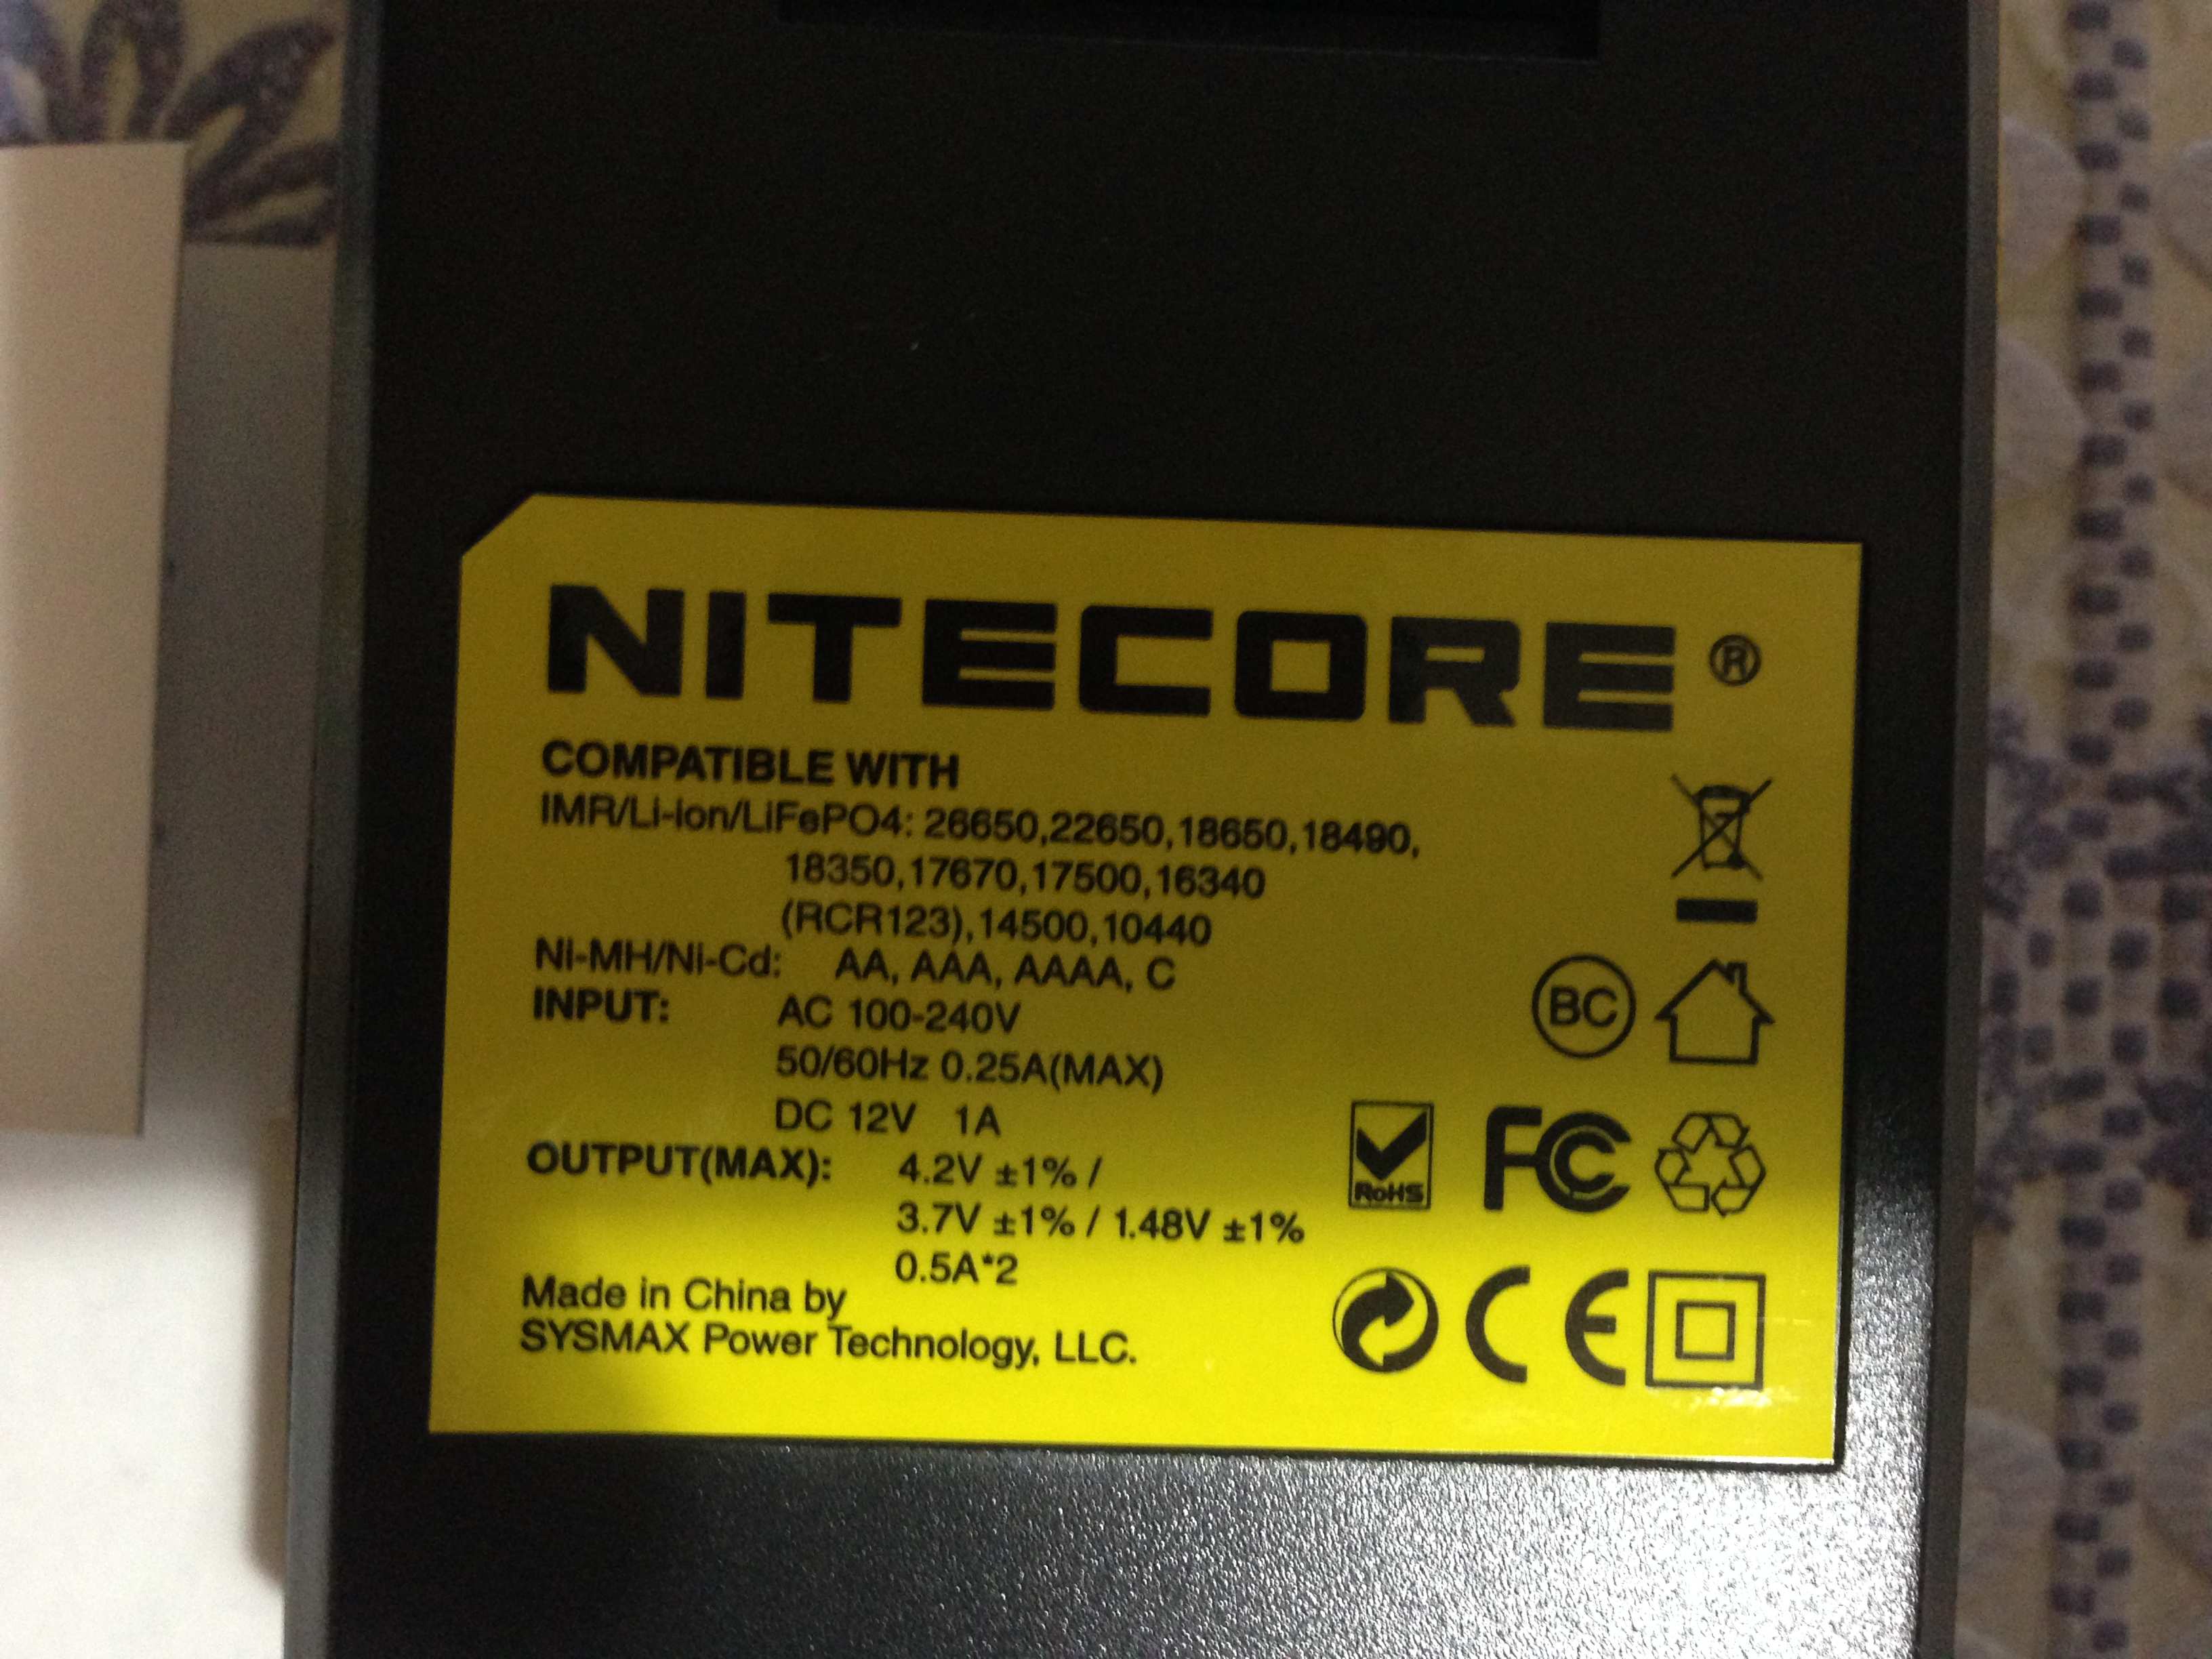 NITECORE®
COMPATIBLE WITH
IMR/Li-ion/LiFePO4: 26650,22650,18650,18490,
18350,17670,17500,16340
(RCR123),14500,10440
Ni-MH/Ni-Cd: AA, AAA, AAAA, C
INPUT: AC 100-240V
50/60Hz 0.25A(MAX)
DC 12V 1A
OUTPUT(MAX): 4.2V ±1% /
3.7V ±1% / 1.48V ±1%
0.5A*2
Made in China by
SYSMAX Power Technology, LLC.
BC
RoHS FC
CE